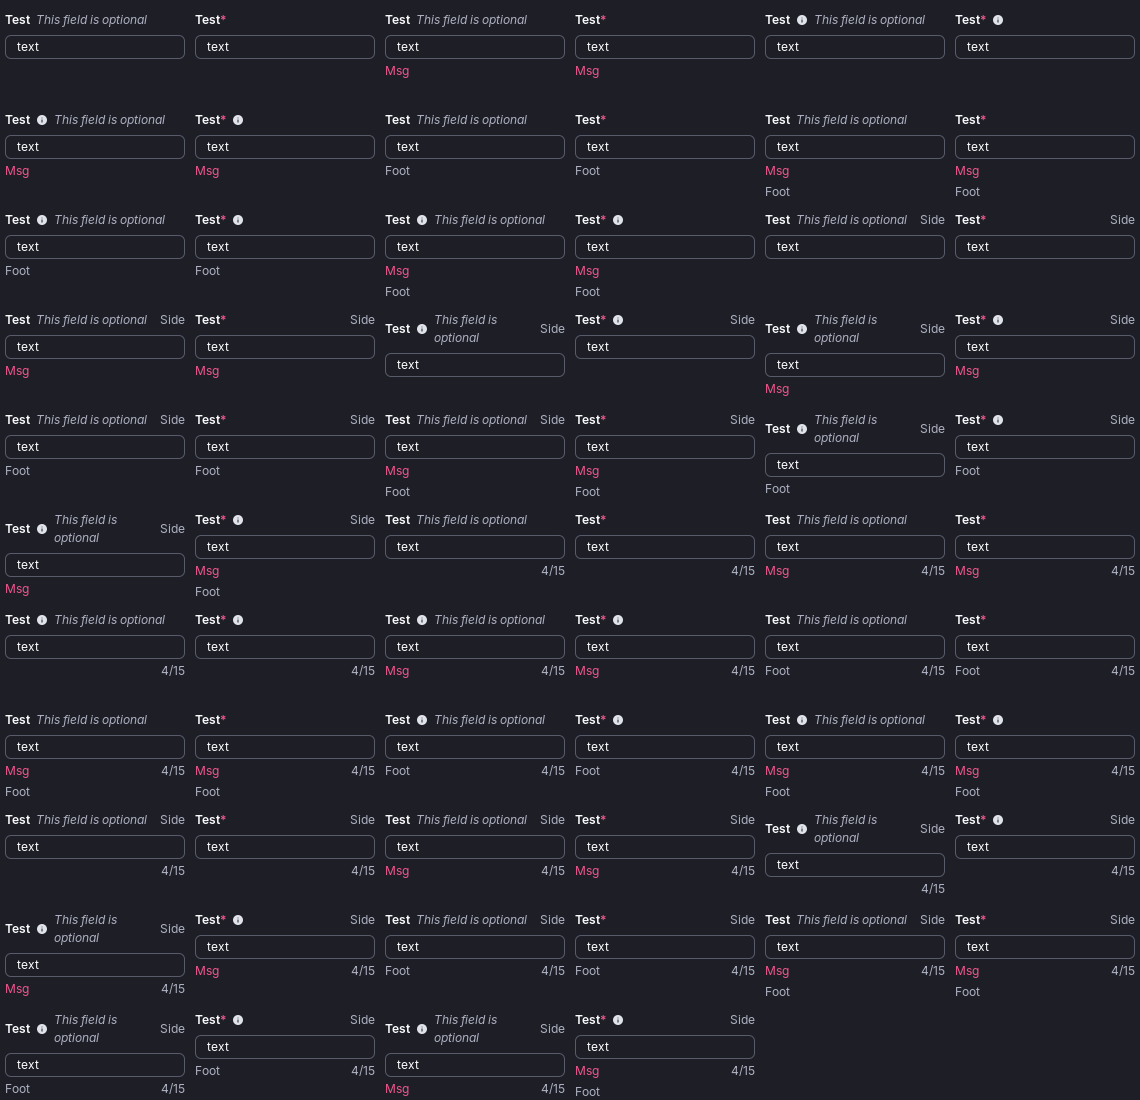 Test This field is optional Test* Test This field is optional Test* Test This field is optional Test*
text text text text text text
Msg Msg
Test This field is optional Test* Test This field is optional Test* Test This field is optional Test*
text text text text text text
Msg Msg Foot Foot Msg Msg
Foot Foot
Test This field is optional Test* Test This field is optional Test* Test This field is optional Side Test* Side
text text text text text text
Foot Foot Msg Msg
Foot Foot
Test This field is optional Side Test* Side Test This field is optional Side Test* Side Test This field is optional Side Test* Side
text text text text text text
Msg Msg Msg Msg
Test This field is optional Side Test* Side Test This field is optional Side Test* Side Test This field is optional Side Test* Side
text text text text text text
Foot Foot Msg Msg Foot Foot
Foot Foot
Test This field is optional Side Test* Side Test This field is optional Test* Test This field is optional Test*
text text text text text text
Msg Msg 4/15 4/15 Msg 4/15 Msg 4/15
Foot
Test This field is optional Test* Test This field is optional Test* Test This field is optional Test*
text text text text text text
4/15 4/15 Msg 4/15 Msg 4/15 Foot 4/15 Foot 4/15
Test This field is optional Test* Test This field is optional Test* Test This field is optional Test*
text text text text text text
Msg 4/15 Msg 4/15 Foot 4/15 Foot 4/15 Msg 4/15 Msg 4/15
Foot Foot Foot Foot
Test This field is optional Side Test* Side Test This field is optional Side Test* Side Test This field is optional Side Test* Side
text text text text text text
4/15 4/15 Msg 4/15 Msg 4/15 4/15 4/15
Test This field is optional Side Test* Side Test This field is optional Side Test* Side Test This field is optional Side Test* Side
text text text text text text
Msg 4/15 Msg 4/15 Foot 4/15 Foot 4/15 Msg 4/15 Msg 4/15
Foot Foot
Test This field is optional Side Test* Side Test This field is optional Side Test* Side
text text text text
Foot 4/15 Foot 4/15 Msg 4/15 Msg 4/15
Foot